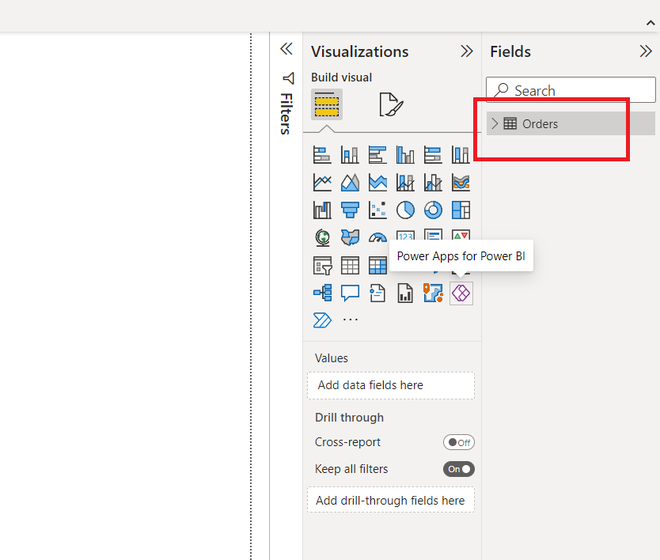 Visualizations
Fields
Build visual
Search
Filters
Orders
123
Power Apps for Power BI
...
Values
Add data fields here
Drill through
Cross-report
Off
Keep all filters
On
Add drill-through fields here